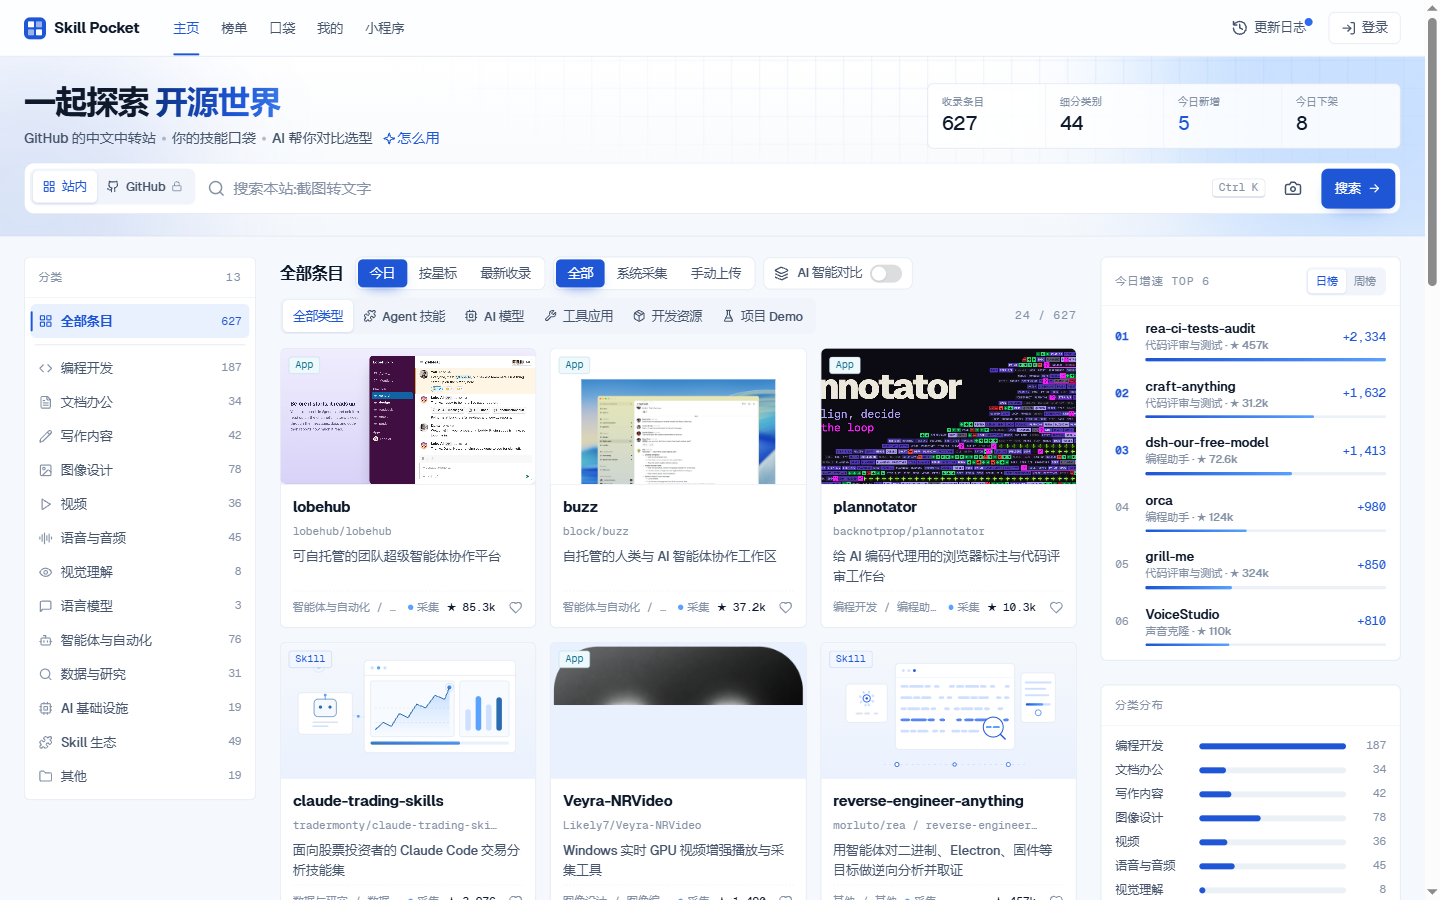 Skill Pocket
主页
榜单
口袋
我的
小程序
更新日志
登录
一起探索 开源世界
GitHub 的中文中转站 • 你的技能口袋 • AI 帮你对比选型 怎么用
收录条目
627
细分类别
44
今日新增
5
今日下架
8
站内
GitHub
搜索本站:截图转文字
Ctrl K
搜索 →
分类 13
全部条目 627
编程开发 187
文档办公 34
写作内容 42
图像设计 78
视频 36
语音与音频 45
视觉理解 8
语言模型 3
智能体与自动化 76
数据与研究 31
AI 基础设施 19
Skill 生态 49
其他 19
全部条目
今日
按星标
最新收录
全部
系统采集
手动上传
AI 智能对比
全部类型
Agent 技能
AI 模型
工具应用
开发资源
项目 Demo
24 / 627
App
lobehub
lobehub/lobehub
可自托管的团队超级智能体协作平台
智能体与自动化 / … 采集 ★ 85.3k
App
buzz
block/buzz
自托管的人类与 AI 智能体协作工作区
智能体与自动化 / … 采集 ★ 37.2k
App
nnotator
lign, decide
the loop
plannotator
backnotprop/plannotator
给 AI 编码代理用的浏览器标注与代码评
审工作台
编程开发 / 编程助… 采集 ★ 10.3k
Skill
claude-trading-skills
tradermonty/claude-trading-ski…
面向股票投资者的 Claude Code 交易分
析技能集
App
Veyra-NRVideo
Likely7/Veyra-NRVideo
Windows 实时 GPU 视频增强播放与采
集工具
Skill
reverse-engineer-anything
morluto/rea / reverse-engineer…
用智能体对二进制、Electron、固件等
目标做逆向分析并取证
今日增速 TOP 6
日榜
周榜
01 rea-ci-tests-audit +2,334
代码评审与测试 · ★ 457k
02 craft-anything +1,632
代码评审与测试 · ★ 31.2k
03 dsh-our-free-model +1,413
编程助手 · ★ 72.6k
04 orca +980
编程助手 · ★ 124k
05 grill-me +850
代码评审与测试 · ★ 324k
06 VoiceStudio +810
声音克隆 · ★ 110k
分类分布
编程开发 187
文档办公 34
写作内容 42
图像设计 78
视频 36
语音与音频 45
视觉理解 8